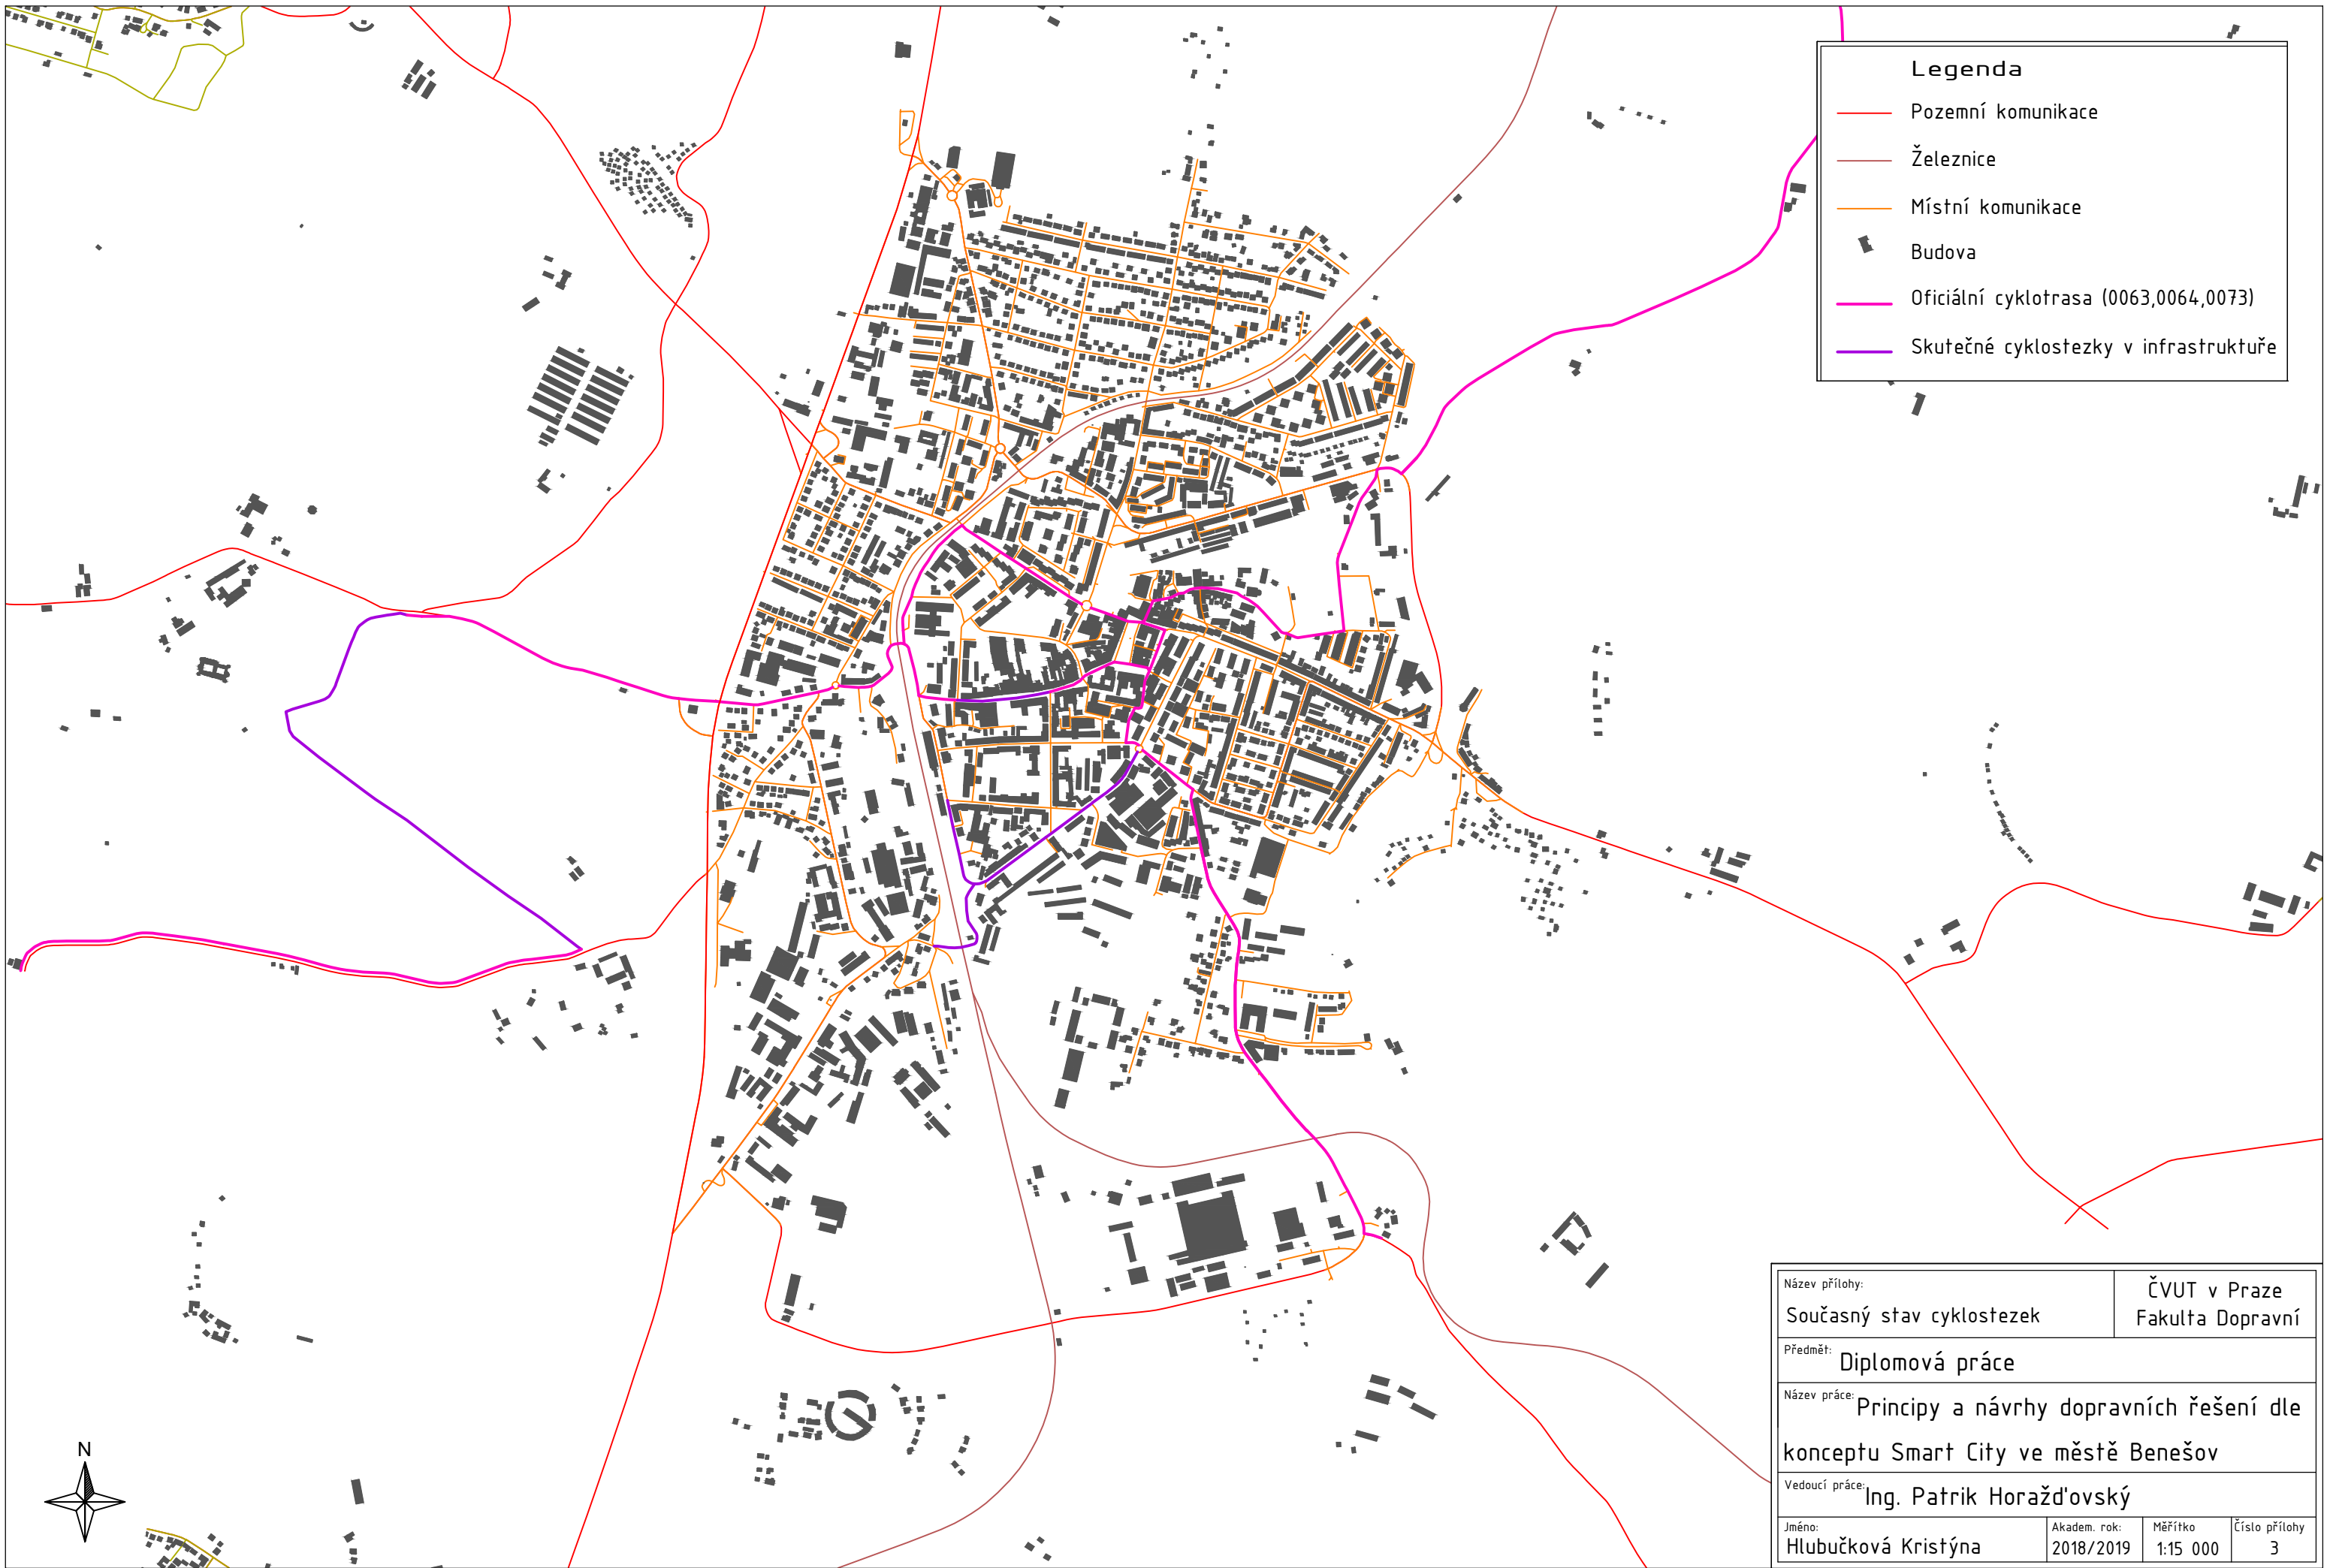 Legenda
Pozemní komunikace
Železnice
Místní komunikace
Budova
Oficiální cyklotrasa (0063,0064,0073)
Skutečné cyklostezky v infrastruktuře
N
Název přílohy:
Současný stav cyklostezek
ČVUT v Praze
Fakulta Dopravní
Předmět: Diplomová práce
Název práce: Principy a návrhy dopravních řešení dle
konceptu Smart City ve městě Benešov
Vedoucí práce: Ing. Patrik Horažd'ovský
Jméno:
Hlubučková Kristýna
Akadem. rok:
2018/2019
Měřítko
1:15 000
Číslo přílohy
3